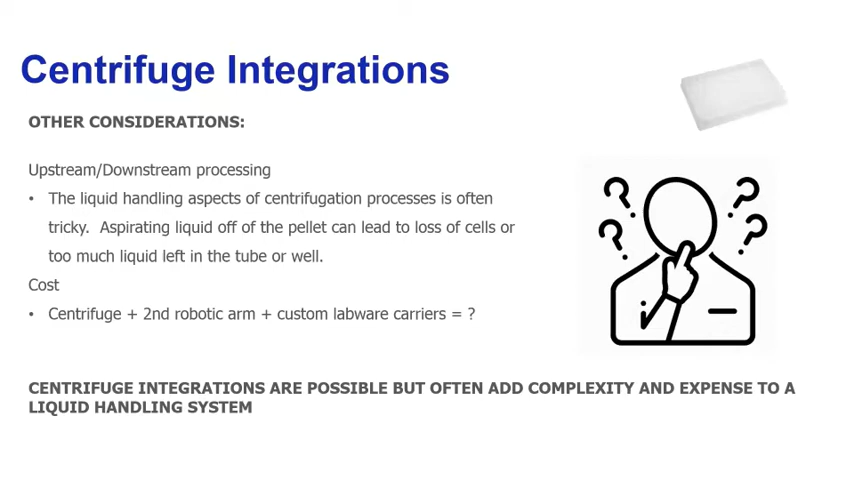 Centrifuge Integrations
OTHER CONSIDERATIONS:
Upstream/Downstream processing
• The liquid handling aspects of centrifugation processes is often
tricky. Aspirating liquid off of the pellet can lead to loss of cells or
too much liquid left in the tube or well.
Cost
• Centrifuge + 2nd robotic arm + custom labware carriers = ?
CENTRIFUGE INTEGRATIONS ARE POSSIBLE BUT OFTEN ADD COMPLEXITY AND EXPENSE TO A
LIQUID HANDLING SYSTEM